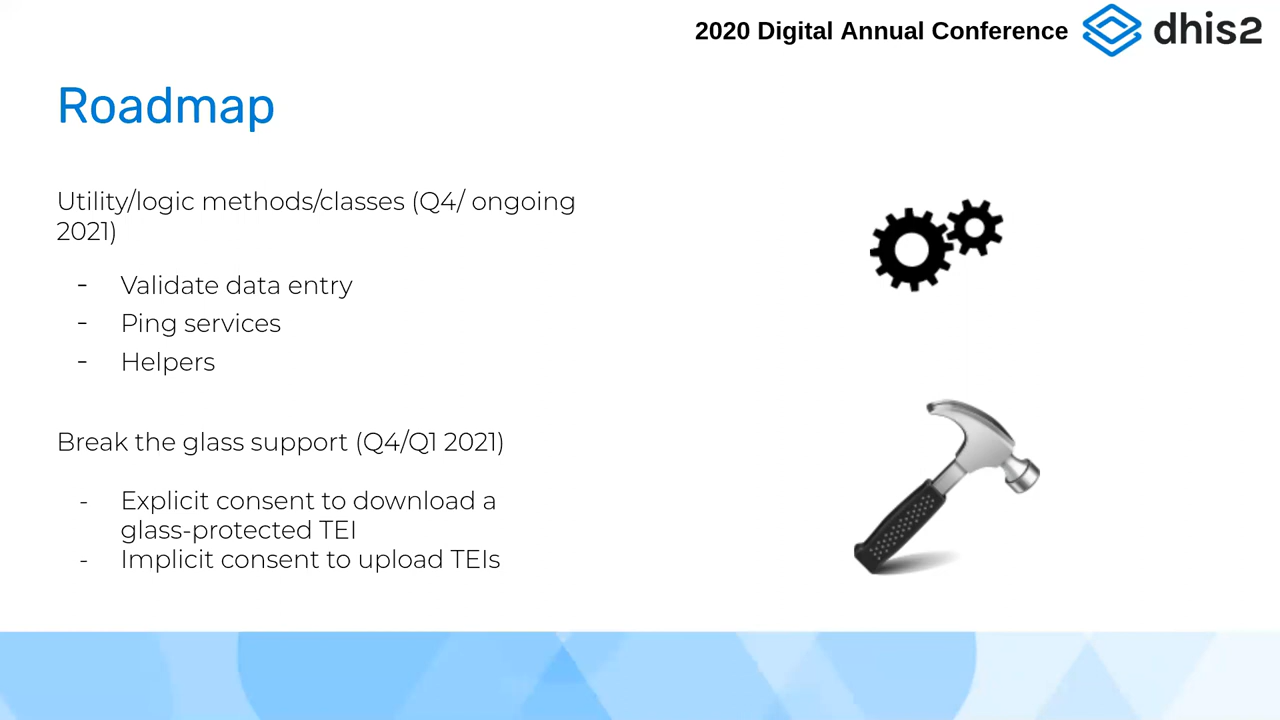 2020 Digital Annual Conference
dhis2
Roadmap
Utility/logic methods/classes (Q4/ ongoing
2021)
- Validate data entry
- Ping services
- Helpers
Break the glass support (Q4/Q1 2021)
- Explicit consent to download a
glass-protected TEI
- Implicit consent to upload TEIs